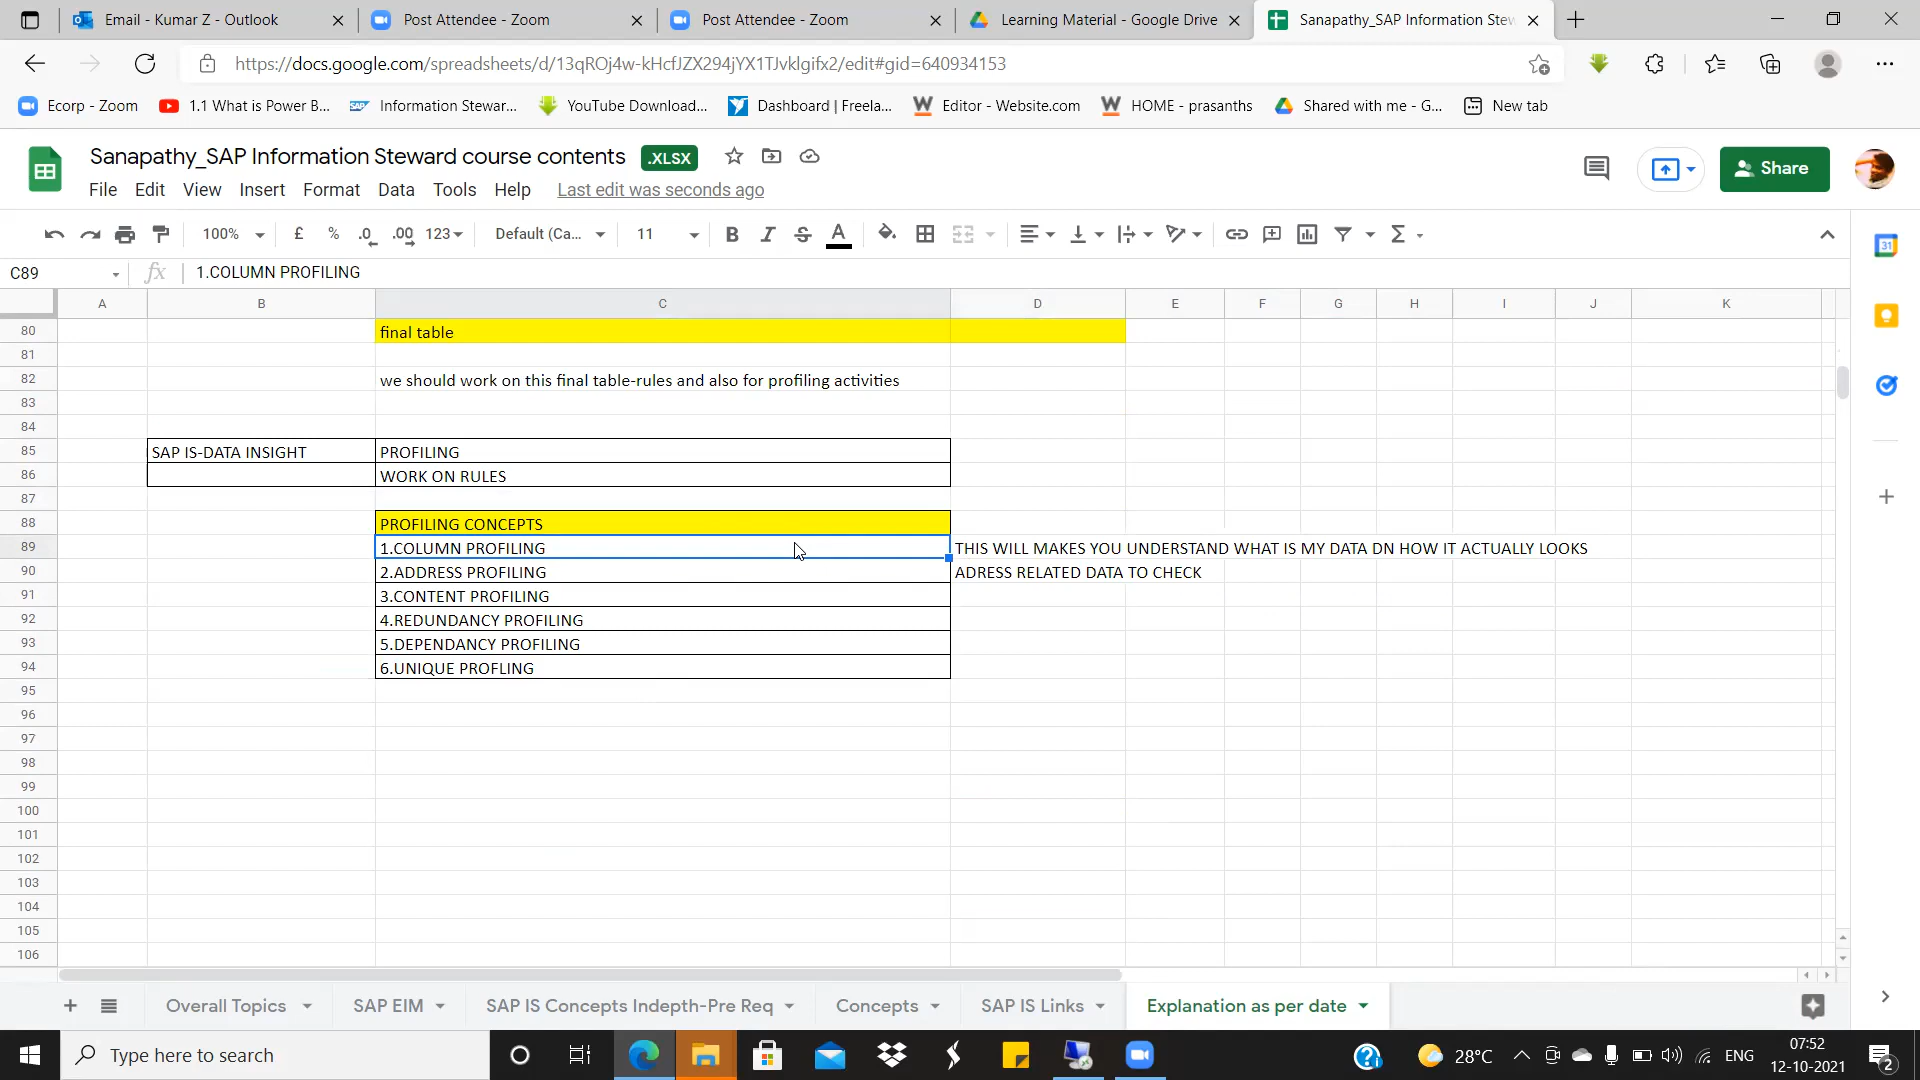 Email - Kumar Z - Outlook
Post Attendee - Zoom
Post Attendee - Zoom
Learning Material - Google Drive
Sanapathy_SAP Information Stew
https://docs.google.com/spreadsheets/d/13qROj4w-kHcfJZX294jYX1TJvklgifx2/edit#gid=640934153
Ecorp - Zoom
1.1 What is Power B...
Information Stewar...
YouTube Download...
Dashboard | Freela...
Editor - Website.com
HOME - prasanths
Shared with me - G...
New tab
Sanapathy_SAP Information Steward course contents
.XLSX
File Edit View Insert Format Data Tools Help Last edit was seconds ago
Share
100% £ % .0 .00 123 Default (Ca... 11
C89
fx
1.COLUMN PROFILING
A B C D E F G H I J K
80 final table
81
82 we should work on this final table-rules and also for profiling activities
83
84
85 SAP IS-DATA INSIGHT PROFILING
86 WORK ON RULES
87
88 PROFILING CONCEPTS
89 1.COLUMN PROFILING THIS WILL MAKES YOU UNDERSTAND WHAT IS MY DATA DN HOW IT ACTUALLY LOOKS
90 2.ADDRESS PROFILING ADRESS RELATED DATA TO CHECK
91 3.CONTENT PROFILING
92 4.REDUNDANCY PROFILING
93 5.DEPENDANCY PROFILING
94 6.UNIQUE PROFLING
95
96
97
98
99
100
101
102
103
104
105
106
Overall Topics
SAP EIM
SAP IS Concepts Indepth-Pre Req
Concepts
SAP IS Links
Explanation as per date
Type here to search
28°C
ENG
07:52
12-10-2021
2